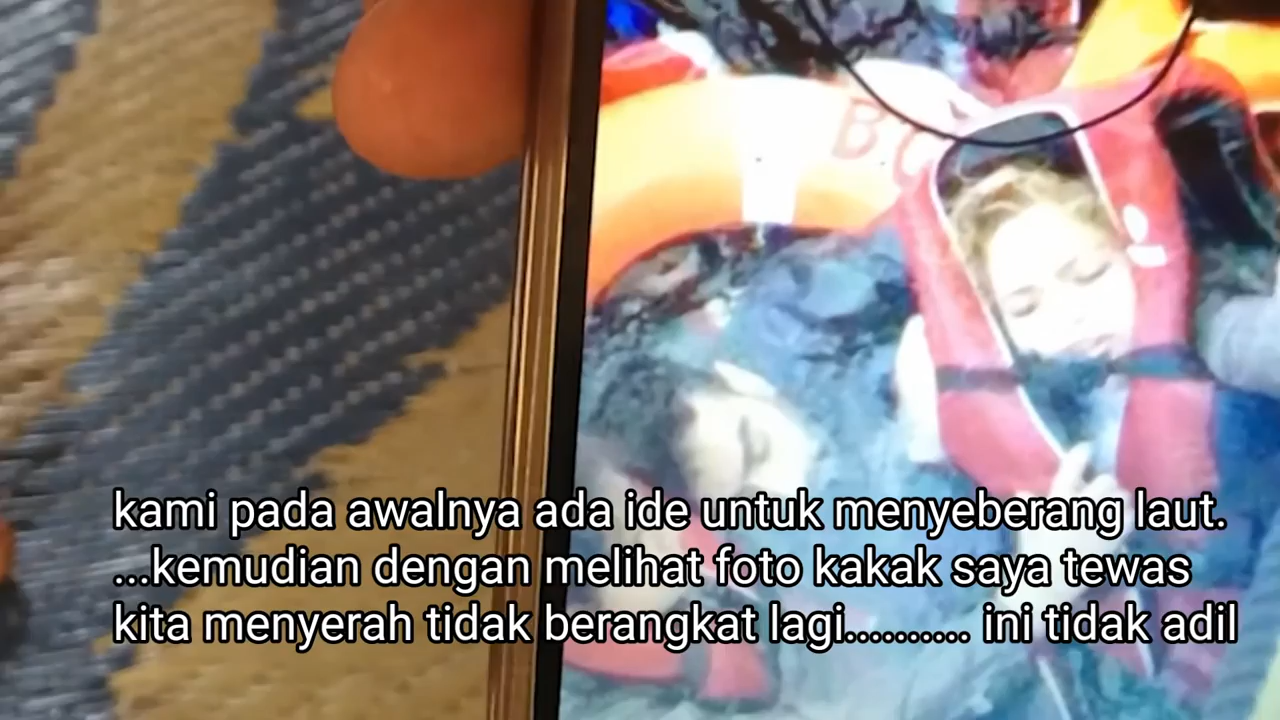 BC
kami pada awalnya ada ide untuk menyeberang laut.
...kemudian dengan melihat foto kakak saya tewas
kita menyerah tidak berangkat lagi.......... ini tidak adil